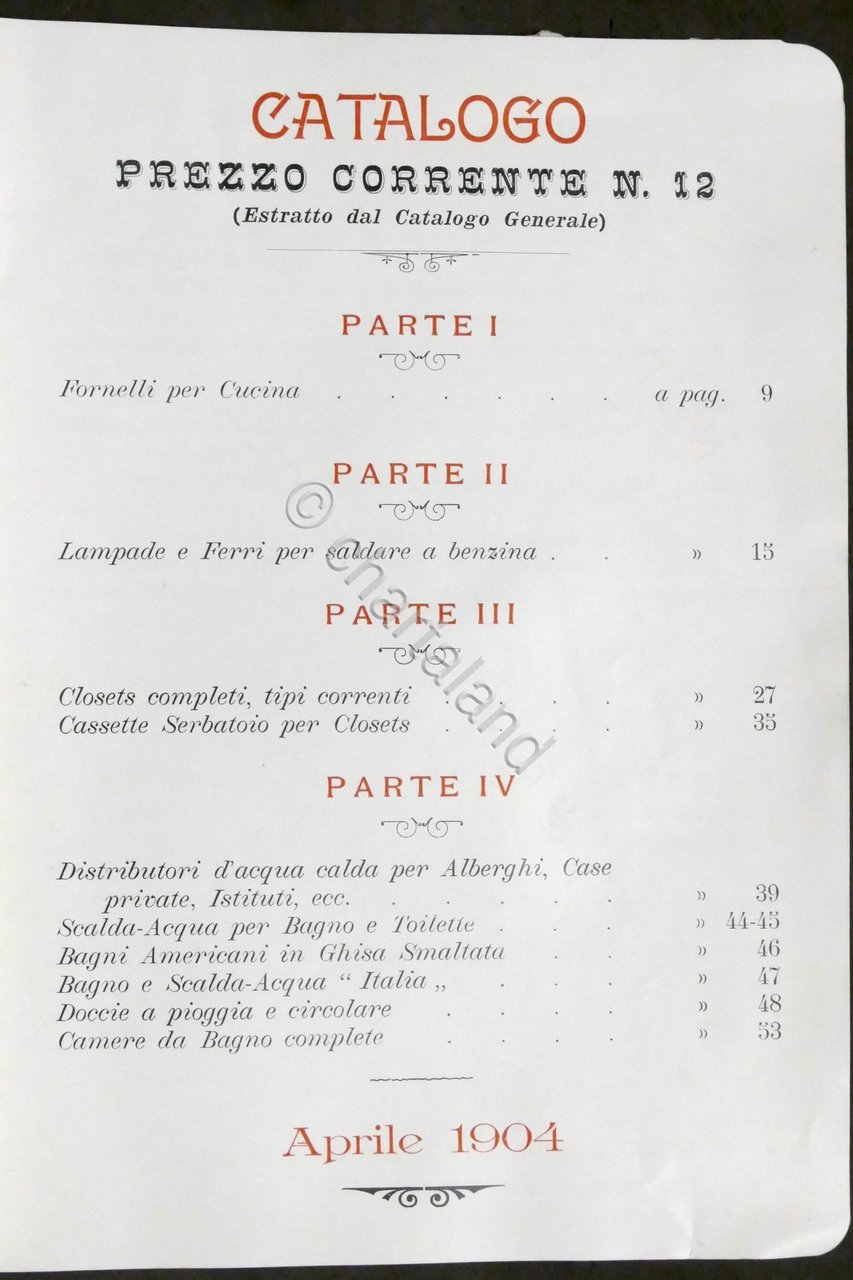 CATALOGO
PREZZO CORRENTE N. 12
(Estratto dal Catalogo Generale)
PARTE I
Fornelli per Cucina . . . . . . a pag. 9
PARTE II
Lampade e Ferri per saldare a benzina . . » 15
PARTE III
Closets completi, tipi correnti . . . . » 27
Cassette Serbatoio per Closets . . . . » 35
PARTE IV
Distributori d'acqua calda per Alberghi, Case
private, Istituti, ecc. . . . . . » 39
Scalda-Acqua per Bagno e Toilette . . . » 44-45
Bagni Americani in Ghisa Smaltata . . » 46
Bagno e Scalda-Acqua “ Italia „ . . . » 47
Doccie a pioggia e circolare . . . . » 48
Camere da Bagno complete . . . . » 53
Aprile 1904
© chartaland